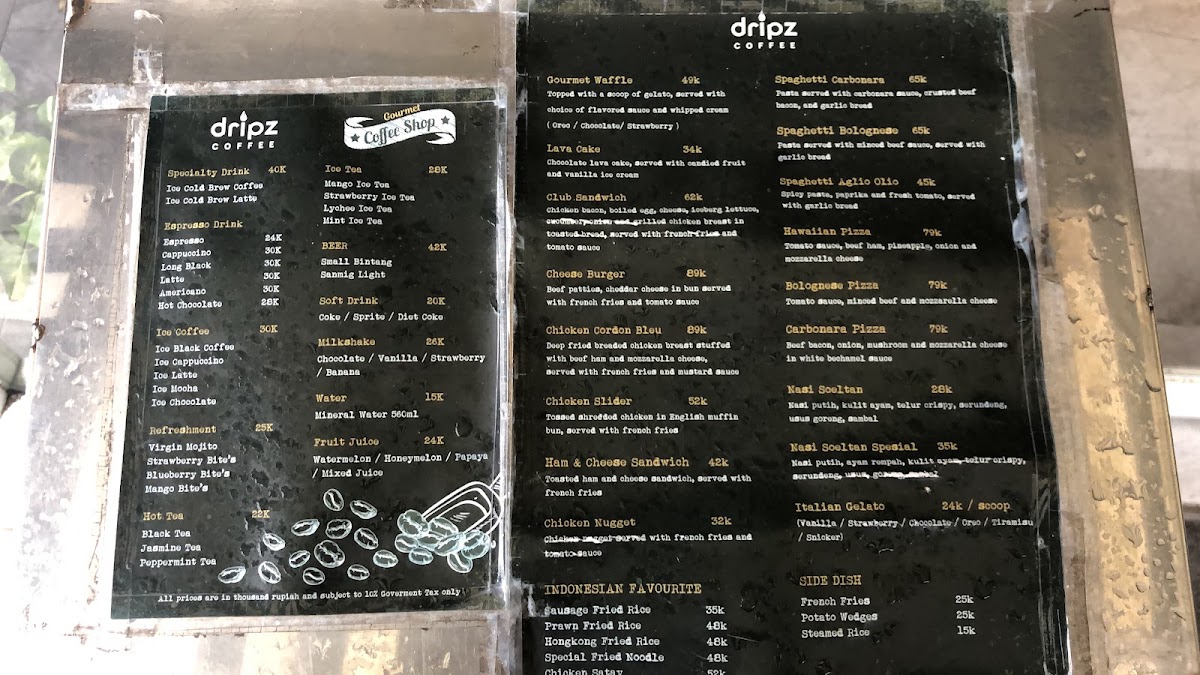 dripz
COFFEE
Gourmet
Coffee Shop
Specialty Drink 40K
Ice Cold Brew Coffee
Ice Cold Brew Latte
Espresso Drink
Espresso 24K
Cappuccino 30K
Long Black 30K
Latte 30K
Americano 30K
Hot Chocolate 28K
Ice Coffee 30K
Ice Black Coffee
Ice Cappuccino
Ice Latte
Ice Mocha
Ice Chocolate
Refreshment 25K
Virgin Mojito
Strawberry Bite's
Blueberry Bite's
Mango Bite's
Hot Tea 22K
Black Tea
Jasmine Tea
Peppermint Tea
Ice Tea 28K
Mango Ice Tea
Strawberry Ice Tea
Lychee Ice Tea
Mint Ice Tea
BEER 42K
Small Bintang
Sanmig Light
Soft Drink 20K
Coke / Sprite / Diet Coke
Milkshake 26K
Chocolate / Vanilla / Strawberry
/ Banana
Water 15K
Mineral Water 560ml
Fruit Juice 24K
Watermelon / Honeymelon / Papaya
/ Mixed Juice
All prices are in thousand rupiah and subject to 10% Goverment Tax only
dripz
COFFEE
Gourmet Waffle 49k
Topped with a scoop of gelato, served with
choice of flavored sauce and whipped cream
( Oreo / Chocolate/ Strawberry )
Lava Cake 34k
Chocolate lava cake, served with candied fruit
and vanilla ice cream
Club Sandwich 62k
Chicken bacon, boiled egg, cheese, iceberg lettuce,
and grilled chicken breast in
toasted bread, served with french fries and
tomato sauce
Cheese Burger 89k
Beef patties, cheddar cheese in bun served
with french fries and tomato sauce
Chicken Cordon Bleu 89k
Deep fried breaded chicken breast stuffed
with beef ham and mozzarella cheese,
served with french fries and mustard sauce
Chicken Slider 52k
Tossed shredded chicken in English muffin
bun, served with french fries
Ham & Cheese Sandwich 42k
Toasted ham and cheese sandwich, served with
french fries
Chicken Nugget 32k
Chicken nugget served with french fries and
tomato sauce
INDONESIAN FAVOURITE
Sausage Fried Rice 35k
Prawn Fried Rice 48k
Hongkong Fried Rice 48k
Special Fried Noodle 48k
Chicken Satay 52k
Spaghetti Carbonara 65k
Pasta served with carbonara sauce, crusted beef
bacon, and garlic bread
Spaghetti Bolognese 65k
Pasta served with minced beef sauce, served with
garlic bread
Spaghetti Aglio Olio 45k
Spicy pasta, paprika and fresh tomato, served
with garlic bread
Hawaiian Pizza 79k
Tomato sauce, beef ham, pineapple, onion and
mozzarella cheese
Bolognese Pizza 79k
Tomato sauce, minced beef and mozzarella cheese
Carbonara Pizza 79k
Beef bacon, onion, mushroom and mozzarella cheese
in white bechamel sauce
Nasi Sceltan 28k
Nasi putih, kulit ayam, telur crispy, serundeng,
usus goreng, sambal
Nasi Sceltan Spesial 35k
Nasi putih, ayam rempah, kulit ayam, telur crispy,
serundeng, usus, goreng, sambal
Italian Gelato 24k / scoop
(Vanilla / Strawberry / Chocolate / Oreo / Tiramisu
/ Snicker)
SIDE DISH
French Fries 25k
Potato Wedges 25k
Steamed Rice 15k